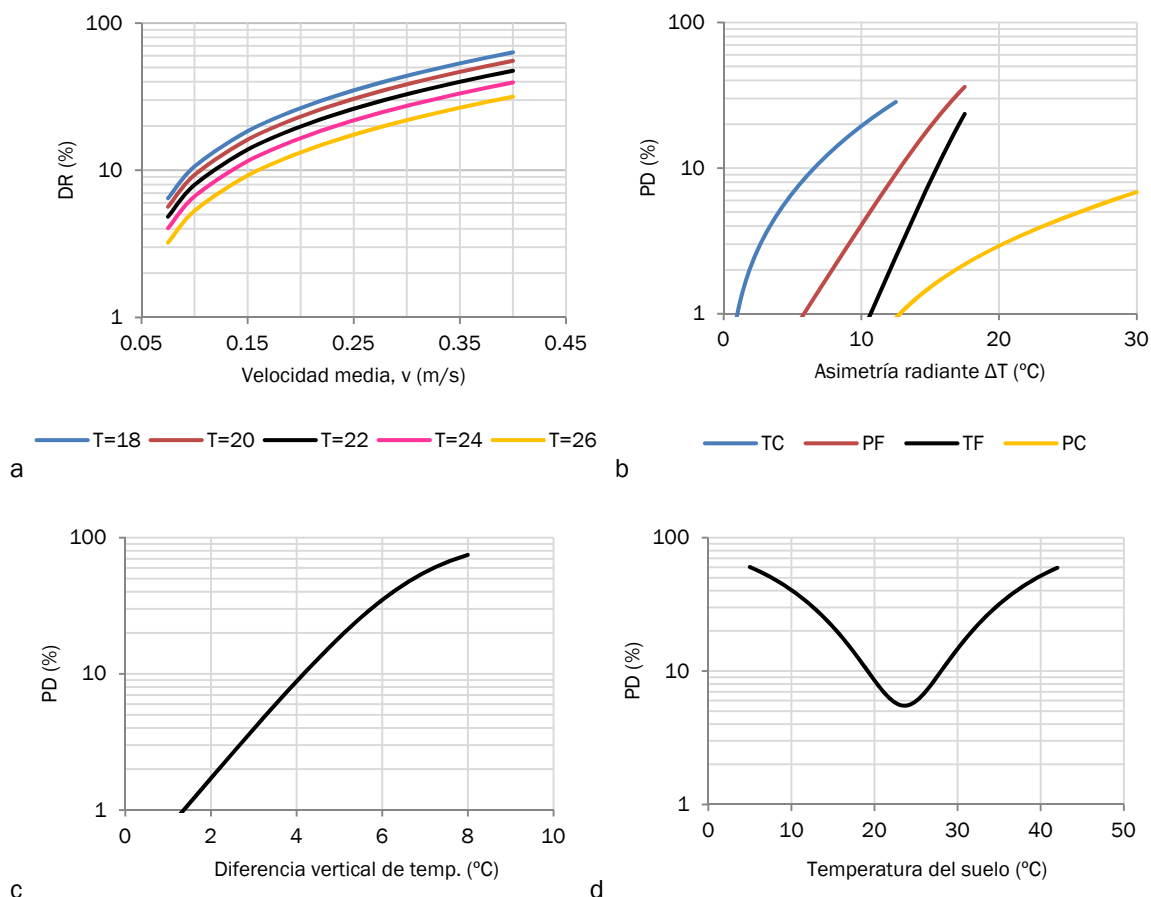 100
10
1
DR (%)
0.05 0.15 0.25 0.35 0.45
Velocidad media, v (m/s)
T=18 T=20 T=22 T=24 T=26
a
100
10
1
PD (%)
0 10 20 30
Asimetría radiante ΔT (ºC)
TC PF TF PC
b
100
10
1
PD (%)
0 2 4 6 8 10
Diferencia vertical de temp. (ºC)
c
100
10
1
PD (%)
0 10 20 30 40 50
Temperatura del suelo (ºC)
d